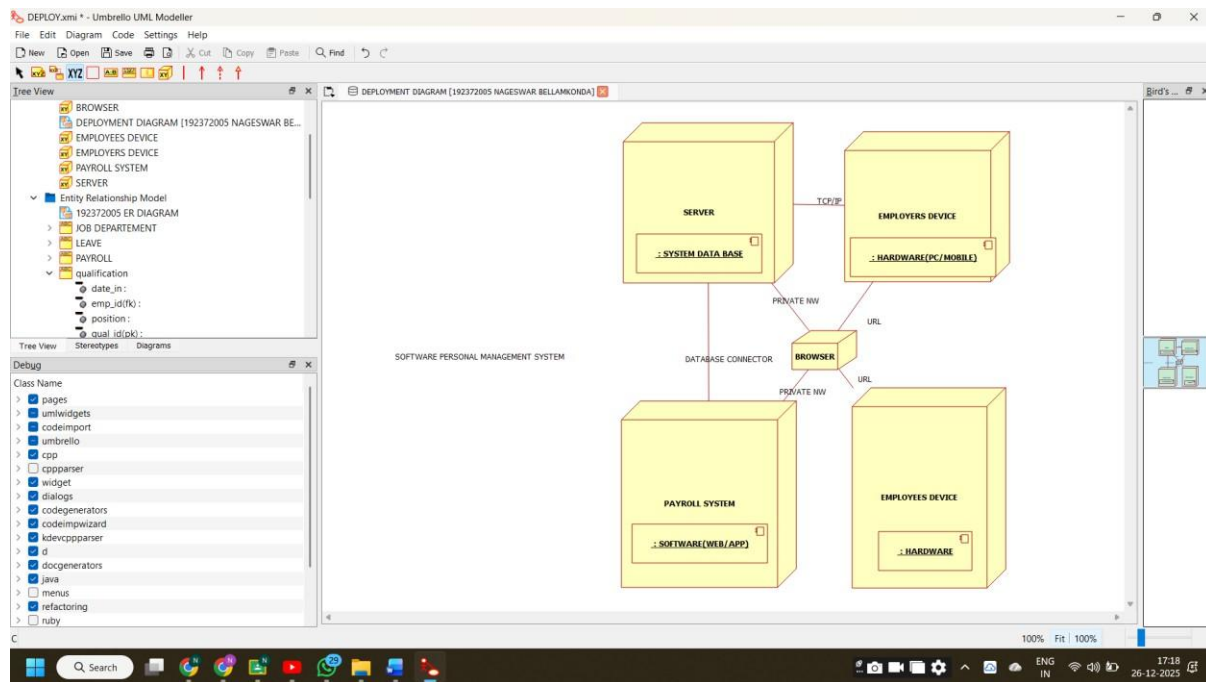 DEPLOY.xmi * - Umbrello UML Modeller
File Edit Diagram Code Settings Help
New Open Save Cut Copy Paste Find
XYZ A:B
Tree View
BROWSER
DEPLOYMENT DIAGRAM [192372005 NAGESWAR BE...
EMPLOYEES DEVICE
EMPLOYERS DEVICE
PAYROLL SYSTEM
SERVER
Entity Relationship Model
192372005 ER DIAGRAM
JOB DEPARTEMENT
LEAVE
PAYROLL
qualification
date_in :
emp_id(fk) :
position :
qual_id(pk) :
Tree View Stereotypes Diagrams
Debug
Class Name
pages
umlwidgets
codeimport
umbrello
cpp
cppparser
widget
dialogs
codegenerators
codeimpwizard
kdevcppparser
d
docgenerators
java
menus
refactoring
ruby
DEPLOYMENT DIAGRAM [192372005 NAGESWAR BELLAMKONDA]
SERVER
: SYSTEM DATA BASE
TCP/IP
EMPLOYERS DEVICE
: HARDWARE(PC/MOBILE)
PRIVATE NW
URL
SOFTWARE PERSONAL MANAGEMENT SYSTEM
DATABASE CONNECTOR
BROWSER
URL
PRIVATE NW
PAYROLL SYSTEM
: SOFTWARE(WEB/APP)
EMPLOYEES DEVICE
: HARDWARE
Bird's ...
C
100% Fit 100%
Search
29
ENG
IN
17:18
26-12-2025